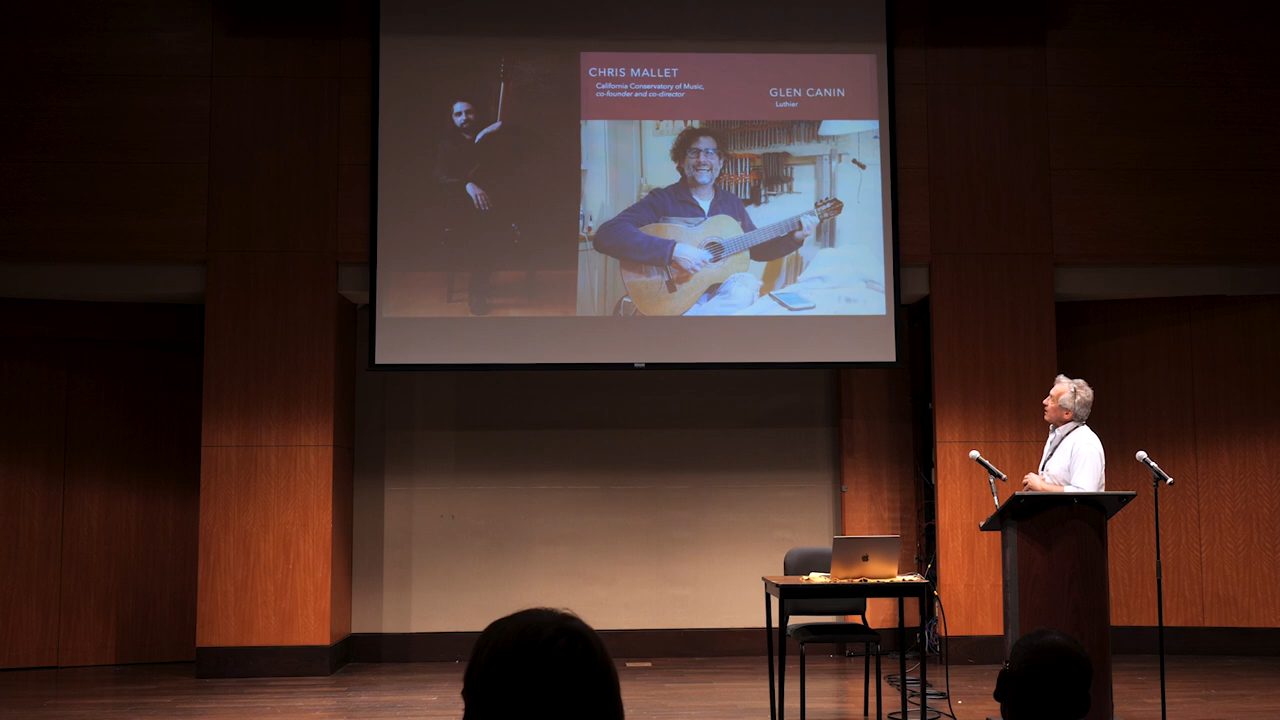 CHRIS MALLET
California Conservatory of Music,
co-founder and co-director
GLEN CANIN
Luthier